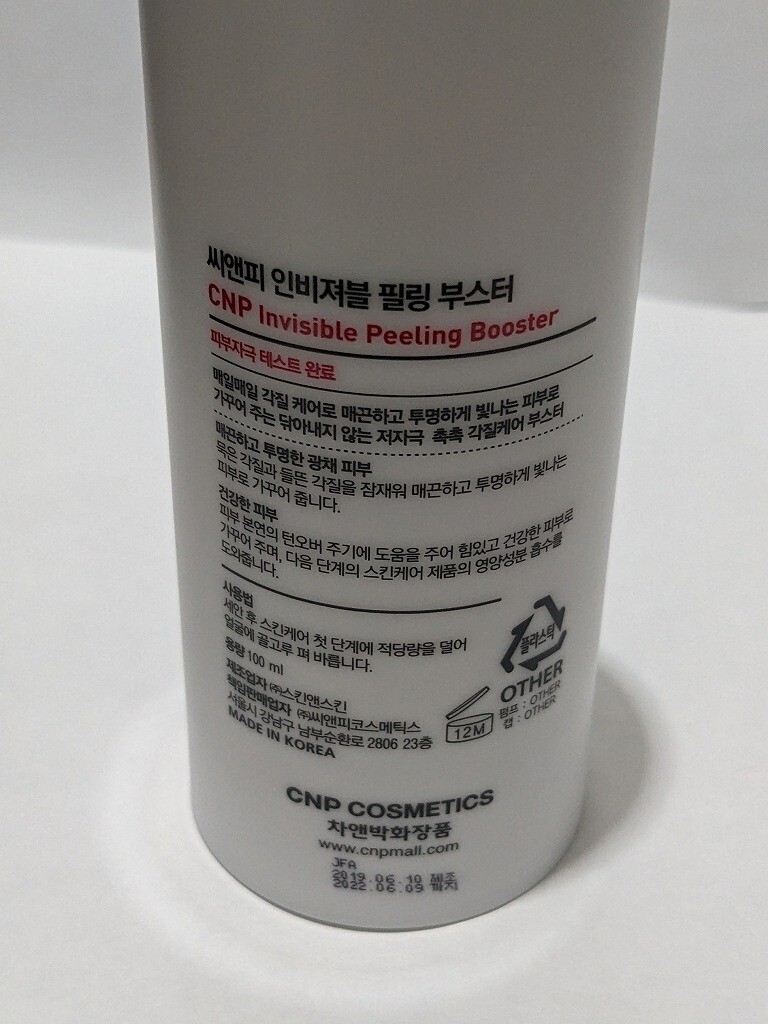 씨앤피 인비져블 필링 부스터
CNP Invisible Peeling Booster
피부자극 테스트 완료
매일매일 각질 케어로 매끈하고 투명하게 빛나는 피부로
가꾸어 주는 닦아내지 않는 저자극 촉촉 각질케어 부스터
매끈하고 투명한 광채 피부
묵은 각질과 들뜬 각질을 잠재워 매끈하고 투명하게 빛나는
피부로 가꾸어 줍니다.
건강한 피부
피부 본연의 턴오버 주기에 도움을 주어 힘있고 건강한 피부로
가꾸어 주며, 다음 단계의 스킨케어 제품의 영양성분 흡수를
도와줍니다.
사용법
세안 후 스킨케어 첫 단계에 적당량을 덜어
얼굴에 골고루 펴 바릅니다.
용량 100 ml
제조업자 ㈜스킨앤스킨
책임판매업자 ㈜씨앤피코스메틱스
서울시 강남구 남부순환로 2806 23층
MADE IN KOREA
12M
플라스틱
OTHER
펌프 : OTHER
캡 : OTHER
CNP COSMETICS
차앤박화장품
www.cnpmall.com
JFA
2019.06.10 제조
2022.06.09 까지